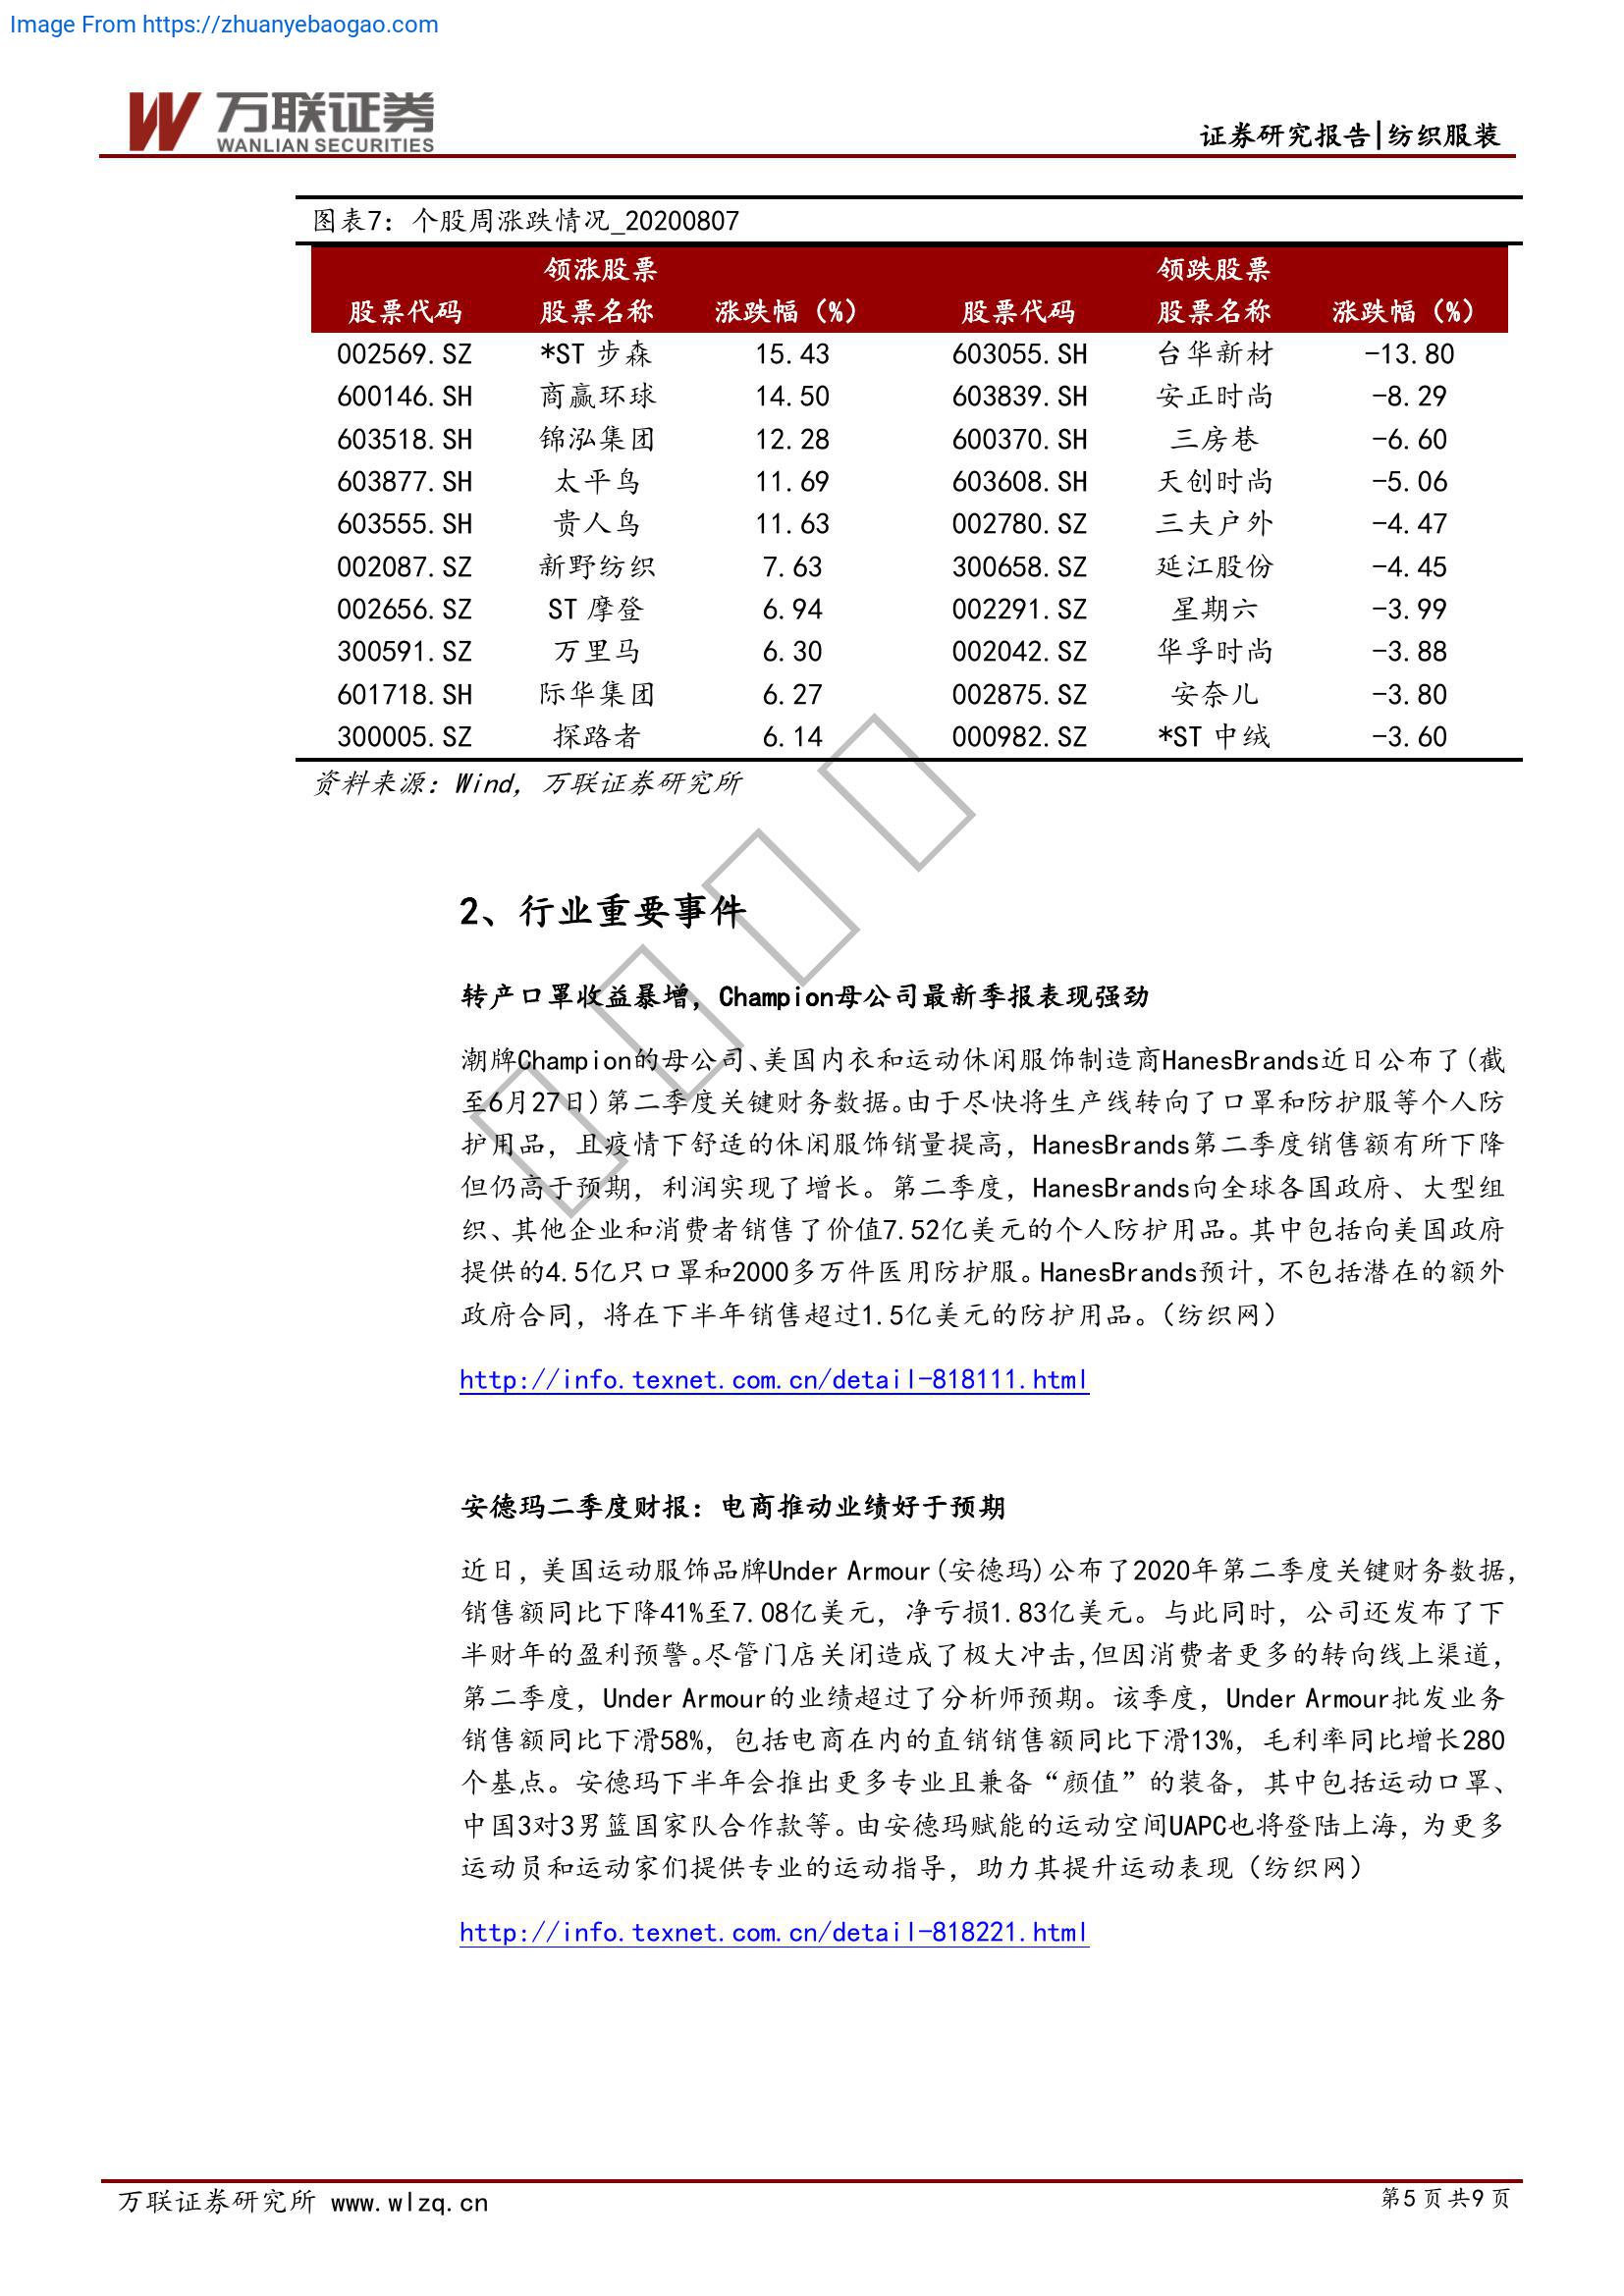 Image From https://zhuanyebaogao.com
万联证券
WANLIAN SECURITIES
证券研究报告|纺织服装
图表7：个股周涨跌情况_20200807
领涨股票 领跌股票
股票代码 股票名称 涨跌幅（%） 股票代码 股票名称 涨跌幅（%）
002569.SZ *ST 步森 15.43 603055.SH 台华新材 -13.80
600146.SH 商赢环球 14.50 603839.SH 安正时尚 -8.29
603518.SH 锦泓集团 12.28 600370.SH 三房巷 -6.60
603877.SH 太平鸟 11.69 603608.SH 天创时尚 -5.06
603555.SH 贵人鸟 11.63 002780.SZ 三夫户外 -4.47
002087.SZ 新野纺织 7.63 300658.SZ 延江股份 -4.45
002656.SZ ST 摩登 6.94 002291.SZ 星期六 -3.99
300591.SZ 万里马 6.30 002042.SZ 华孚时尚 -3.88
601718.SH 际华集团 6.27 002875.SZ 安奈儿 -3.80
300005.SZ 探路者 6.14 000982.SZ *ST 中绒 -3.60
资料来源：Wind，万联证券研究所
2、行业重要事件
转产口罩收益暴增，Champion母公司最新季报表现强劲
潮牌Champion的母公司、美国内衣和运动休闲服饰制造商HanesBrands近日公布了(截
至6月27日)第二季度关键财务数据。由于尽快将生产线转向了口罩和防护服等个人防
护用品，且疫情下舒适的休闲服饰销量提高，HanesBrands第二季度销售额有所下降
但仍高于预期，利润实现了增长。第二季度，HanesBrands向全球各国政府、大型组
织、其他企业和消费者销售了价值7.52亿美元的个人防护用品。其中包括向美国政府
提供的4.5亿只口罩和2000多万件医用防护服。HanesBrands预计，不包括潜在的额外
政府合同，将在下半年销售超过1.5亿美元的防护用品。（纺织网）
http://info.texnet.com.cn/detail-818111.html
安德玛二季度财报：电商推动业绩好于预期
近日，美国运动服饰品牌Under Armour(安德玛)公布了2020年第二季度关键财务数据，
销售额同比下降41%至7.08亿美元，净亏损1.83亿美元。与此同时，公司还发布了下
半财年的盈利预警。尽管门店关闭造成了极大冲击,但因消费者更多的转向线上渠道，
第二季度，Under Armour的业绩超过了分析师预期。该季度，Under Armour批发业务
销售额同比下滑58%，包括电商在内的直销销售额同比下滑13%，毛利率同比增长280
个基点。安德玛下半年会推出更多专业且兼备“颜值”的装备，其中包括运动口罩、
中国3对3男篮国家队合作款等。由安德玛赋能的运动空间UAPC也将登陆上海，为更多
运动员和运动家们提供专业的运动指导，助力其提升运动表现（纺织网）
http://info.texnet.com.cn/detail-818221.html
万联证券研究所 www.wlzq.cn 第5页共9页